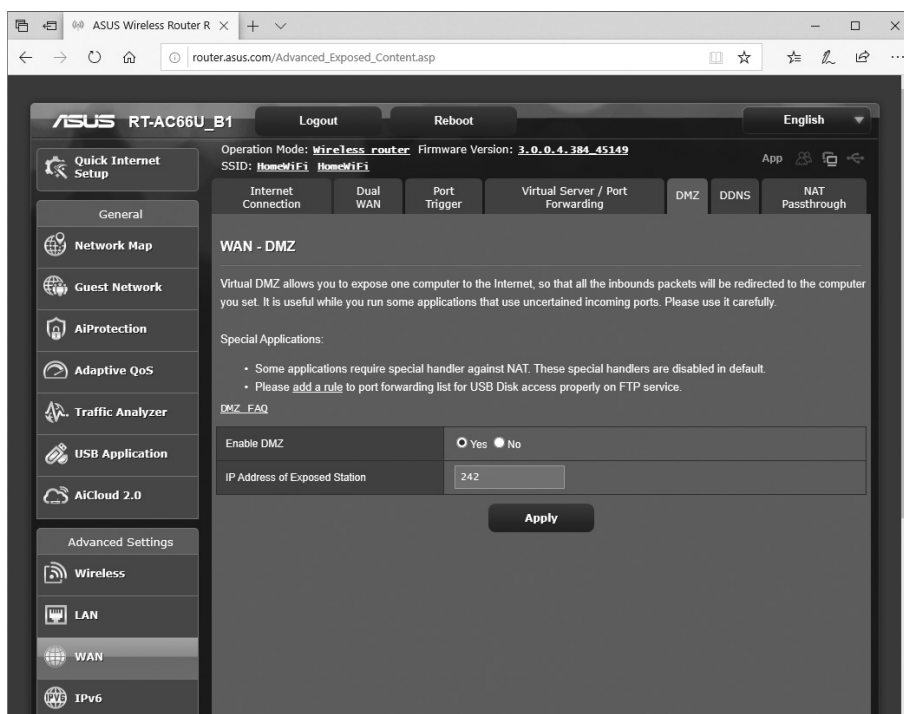 ASUS Wireless Router R
router.asus.com/Advanced_Exposed_Content.asp
ASUS RT-AC66U_B1 Logout Reboot English
Quick Internet Setup
Operation Mode: Wireless router Firmware Version: 3.0.0.4.384_45149
SSID: HomeWiFi HomeWiFi
App
Internet Connection
Dual WAN
Port Trigger
Virtual Server / Port Forwarding
DMZ
DDNS
NAT Passthrough
General
Network Map
Guest Network
AiProtection
Adaptive QoS
Traffic Analyzer
USB Application
AiCloud 2.0
Advanced Settings
Wireless
LAN
WAN
IPv6
WAN - DMZ
Virtual DMZ allows you to expose one computer to the Internet, so that all the inbounds packets will be redirected to the computer
you set. It is useful while you run some applications that use uncertained incoming ports. Please use it carefully.
Special Applications:
• Some applications require special handler against NAT. These special handlers are disabled in default.
• Please add a rule to port forwarding list for USB Disk access properly on FTP service.
DMZ FAQ
Enable DMZ Yes No
IP Address of Exposed Station 242
Apply